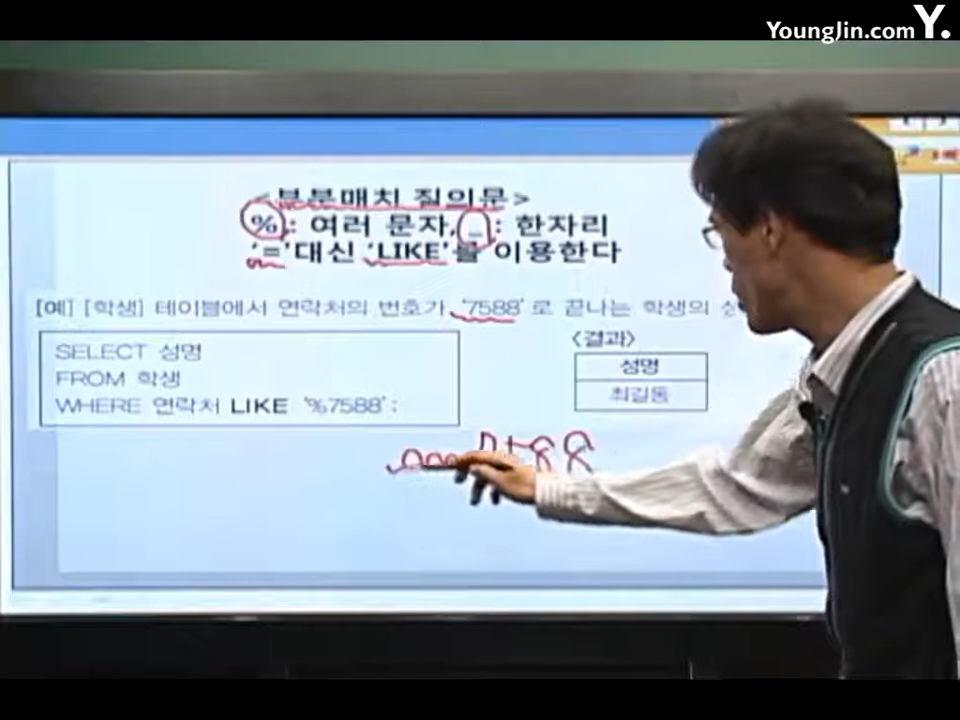 YoungJin.com Y.
<부분매치 질의문>
% : 여러 문자, _ : 한자리
'='대신 'LIKE'를 이용한다
[예] [학생] 테이블에서 연락처의 번호가 '7588'로 끝나는 학생의
SELECT 성명
FROM 학생
WHERE 연락처 LIKE '%7588';
<결과>
성명
최길동